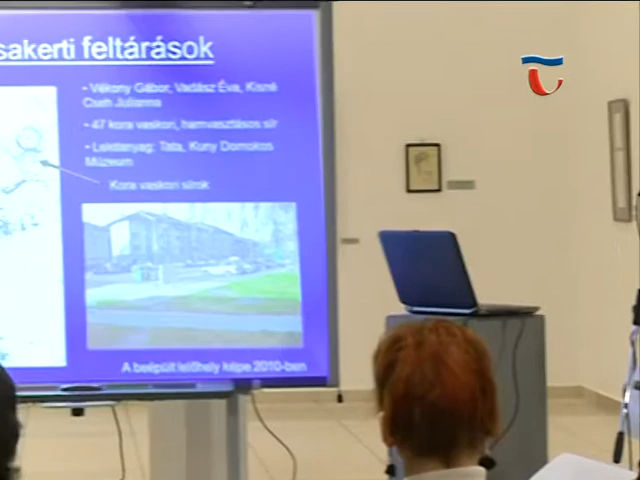 sakerti feltárások
- Vékony Gábor, Vadász Éva, Kisné
Cseh Julianna
- 47 kora vaskori, hamvasztásos sír
- Leletanyag: Tata, Kuny Domokos
Múzeum
Kora vaskori sírok
A beépült lelőhely képe 2010-ben